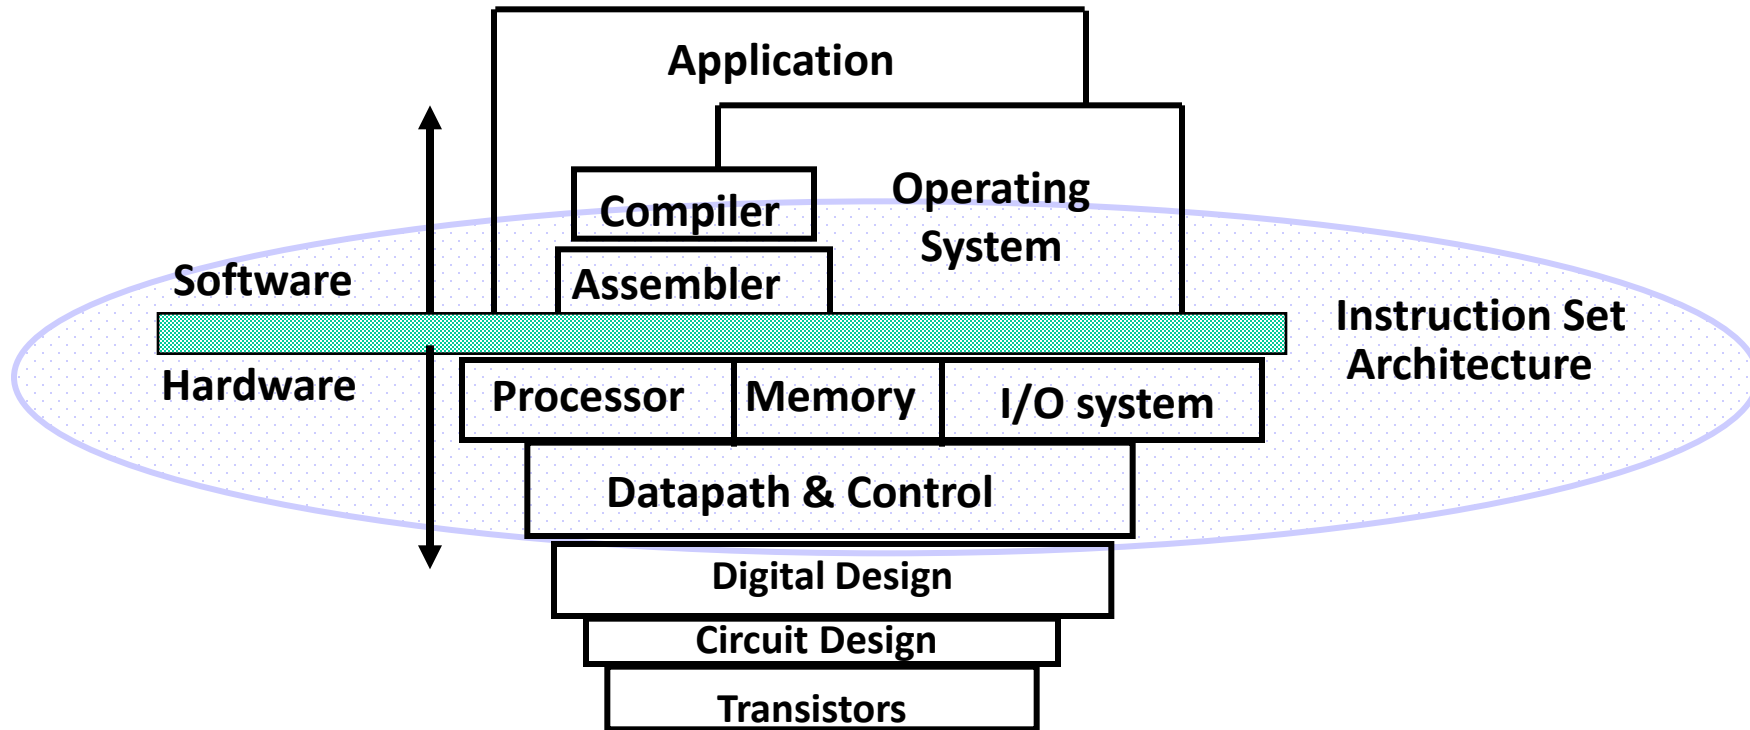 Application
Operating
System
Compiler
Assembler
Software
Instruction Set
Architecture
Hardware
Processor
Memory
I/O system
Datapath & Control
Digital Design
Circuit Design
Transistors